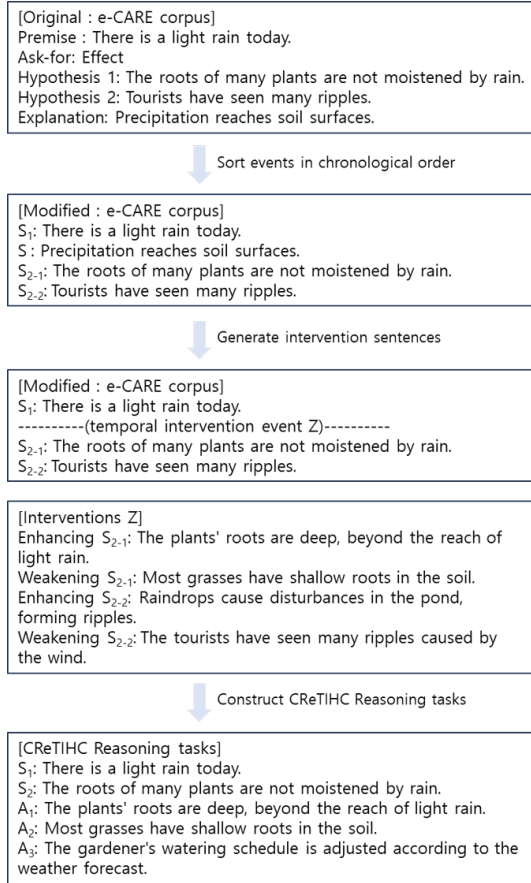 [Original : e-CARE corpus]
Premise : There is a light rain today.
Ask-for: Effect
Hypothesis 1: The roots of many plants are not moistened by rain.
Hypothesis 2: Tourists have seen many ripples.
Explanation: Precipitation reaches soil surfaces.
Sort events in chronological order
[Modified : e-CARE corpus]
S₁: There is a light rain today.
S : Precipitation reaches soil surfaces.
S₂₋₁: The roots of many plants are not moistened by rain.
S₂₋₂: Tourists have seen many ripples.
Generate intervention sentences
[Modified : e-CARE corpus]
S₁: There is a light rain today.
----------(temporal intervention event Z)----------
S₂₋₁: The roots of many plants are not moistened by rain.
S₂₋₂: Tourists have seen many ripples.
[Interventions Z]
Enhancing S₂₋₁: The plants' roots are deep, beyond the reach of
light rain.
Weakening S₂₋₁: Most grasses have shallow roots in the soil.
Enhancing S₂₋₂: Raindrops cause disturbances in the pond,
forming ripples.
Weakening S₂₋₂: The tourists have seen many ripples caused by
the wind.
Construct CReTIHC Reasoning tasks
[CReTIHC Reasoning tasks]
S₁: There is a light rain today.
S₂: The roots of many plants are not moistened by rain.
A₁: The plants' roots are deep, beyond the reach of light rain.
A₂: Most grasses have shallow roots in the soil.
A₃: The gardener's watering schedule is adjusted according to the
weather forecast.